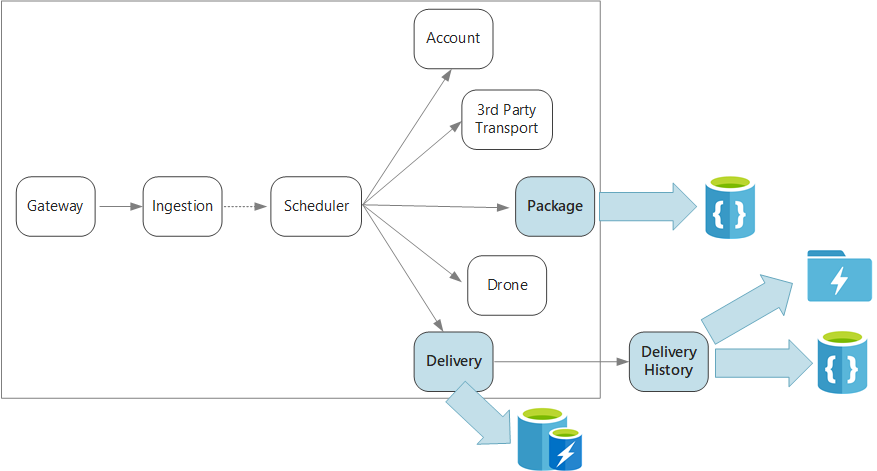 Account
3rd Party
Transport
Gateway
Ingestion
Scheduler
Package
{ }
Drone
Delivery
Delivery
History
{ }